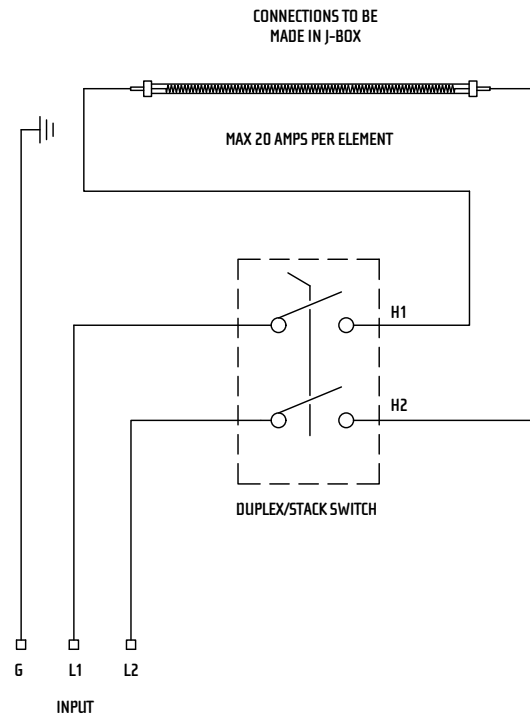 CONNECTIONS TO BE
MADE IN J-BOX
MAX 20 AMPS PER ELEMENT
H1
H2
DUPLEX/STACK SWITCH
G
L1
L2
INPUT